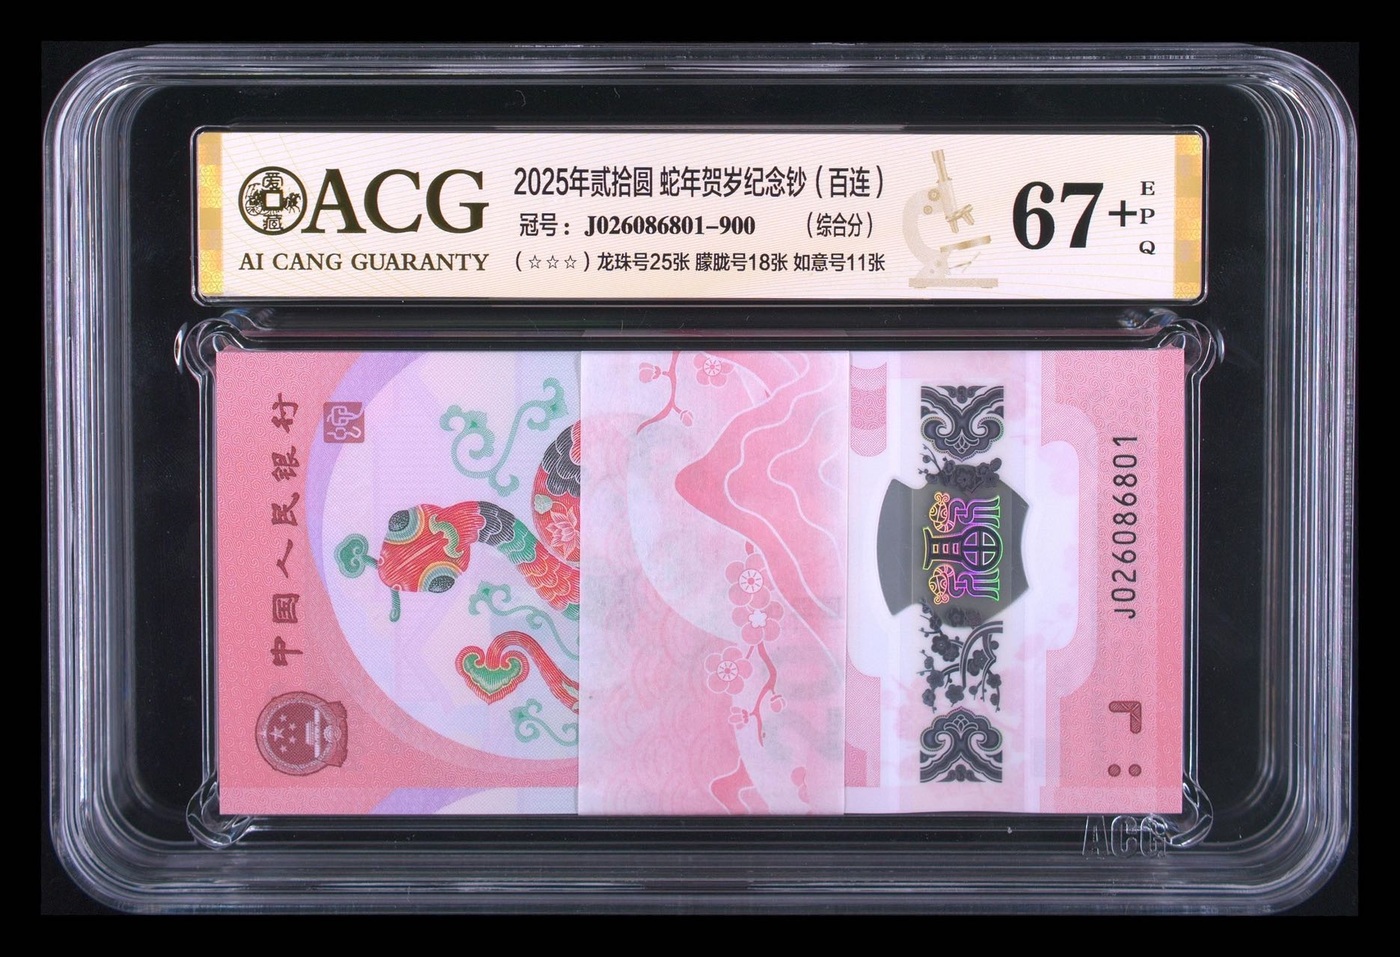 ACG
AI CANG GUARANTY
2025年贰拾圆 蛇年贺岁纪念钞（百连）
冠号：J026086801-900 （综合分）
（☆☆☆）龙珠号25张 朦胧号18张 如意号11张
67+
EPQ
中国人民银行
福
J026086801
ACG